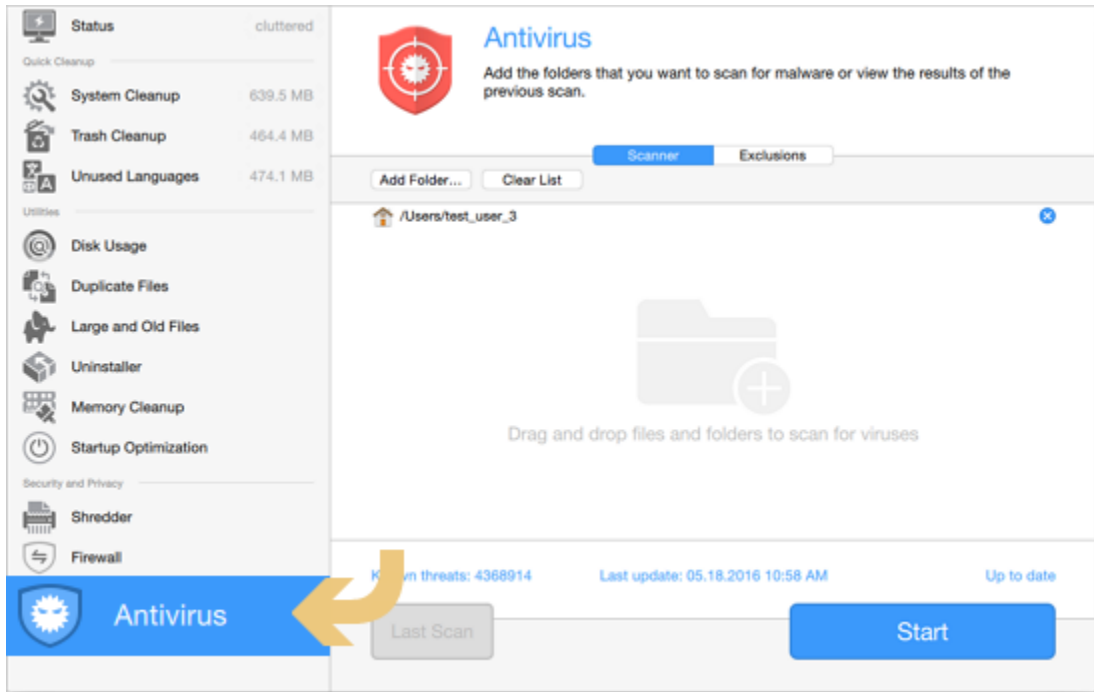 Status cluttered
Quick Cleanup
System Cleanup 639.5 MB
Trash Cleanup 464.4 MB
Unused Languages 474.1 MB
Utilities
Disk Usage
Duplicate Files
Large and Old Files
Uninstaller
Memory Cleanup
Startup Optimization
Security and Privacy
Shredder
Firewall
Antivirus
Antivirus
Add the folders that you want to scan for malware or view the results of the
previous scan.
Scanner Exclusions
Add Folder... Clear List
/Users/test_user_3
Drag and drop files and folders to scan for viruses
threats: 4368914 Last update: 05.18.2016 10:58 AM Up to date
Last Scan Start